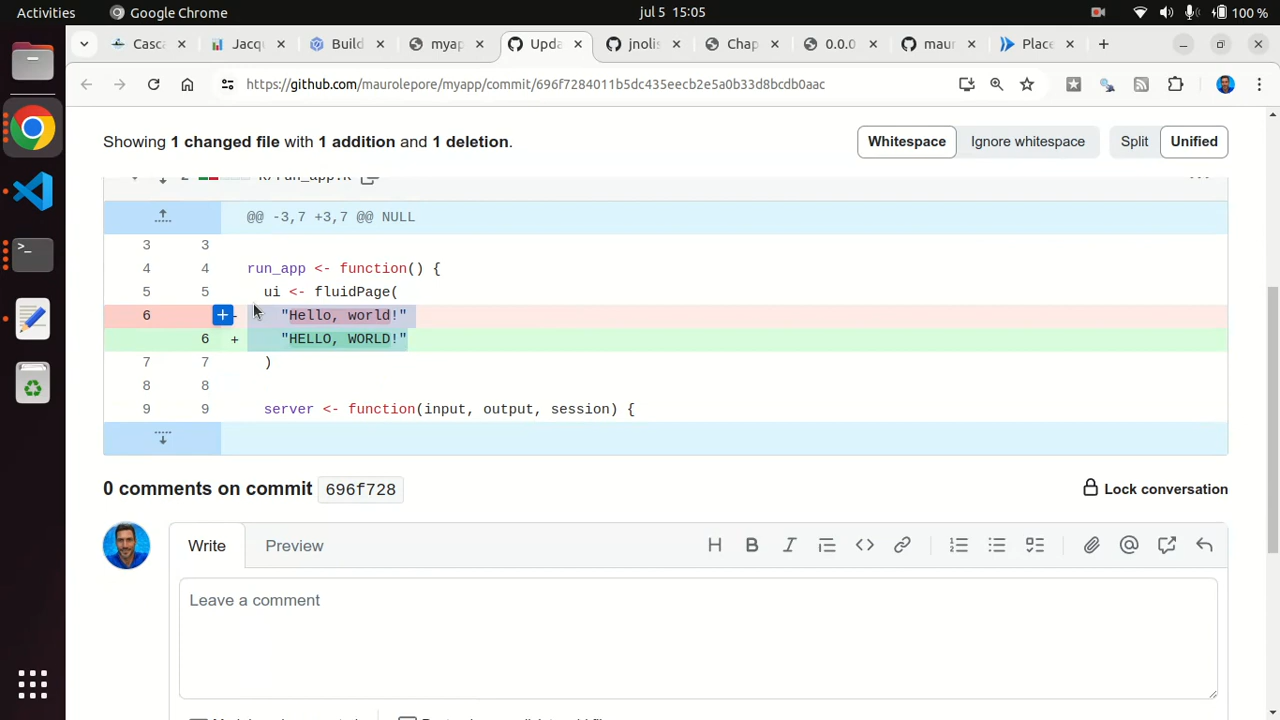 Activities Google Chrome jul 5 15:05 100 %
Casca Jacqu Build myap Upda jnolis Chap 0.0.0 maur Place
https://github.com/maurolepore/myapp/commit/696f7284011b5dc435eecb2e5a0b33d8bcdb0aac
Showing 1 changed file with 1 addition and 1 deletion. Whitespace Ignore whitespace Split Unified
@@ -3,7 +3,7 @@ NULL
3 3
4 4 run_app <- function() {
5 5 ui <- fluidPage(
6 - "Hello, world!"
6 + "HELLO, WORLD!"
7 7 )
8 8
9 9 server <- function(input, output, session) {
0 comments on commit 696f728 Lock conversation
Write Preview
Leave a comment